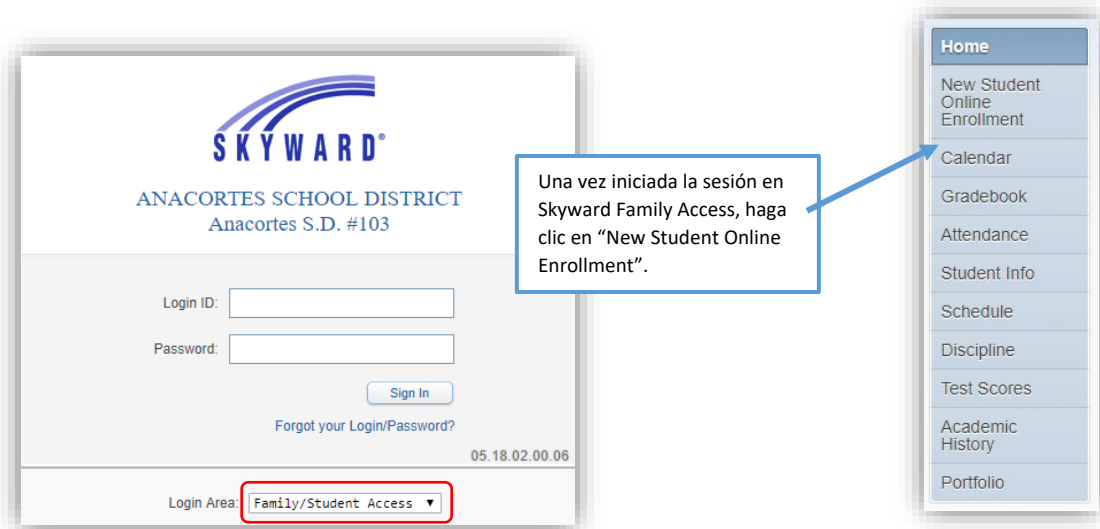 SKYWARD®
ANACORTES SCHOOL DISTRICT
Anacortes S.D. #103
Login ID:
Password:
Sign In
Forgot your Login/Password?
05.18.02.00.06
Login Area: Family/Student Access ▼
Una vez iniciada la sesión en
Skyward Family Access, haga
clic en “New Student Online
Enrollment”.
Home
New Student
Online
Enrollment
Calendar
Gradebook
Attendance
Student Info
Schedule
Discipline
Test Scores
Academic
History
Portfolio